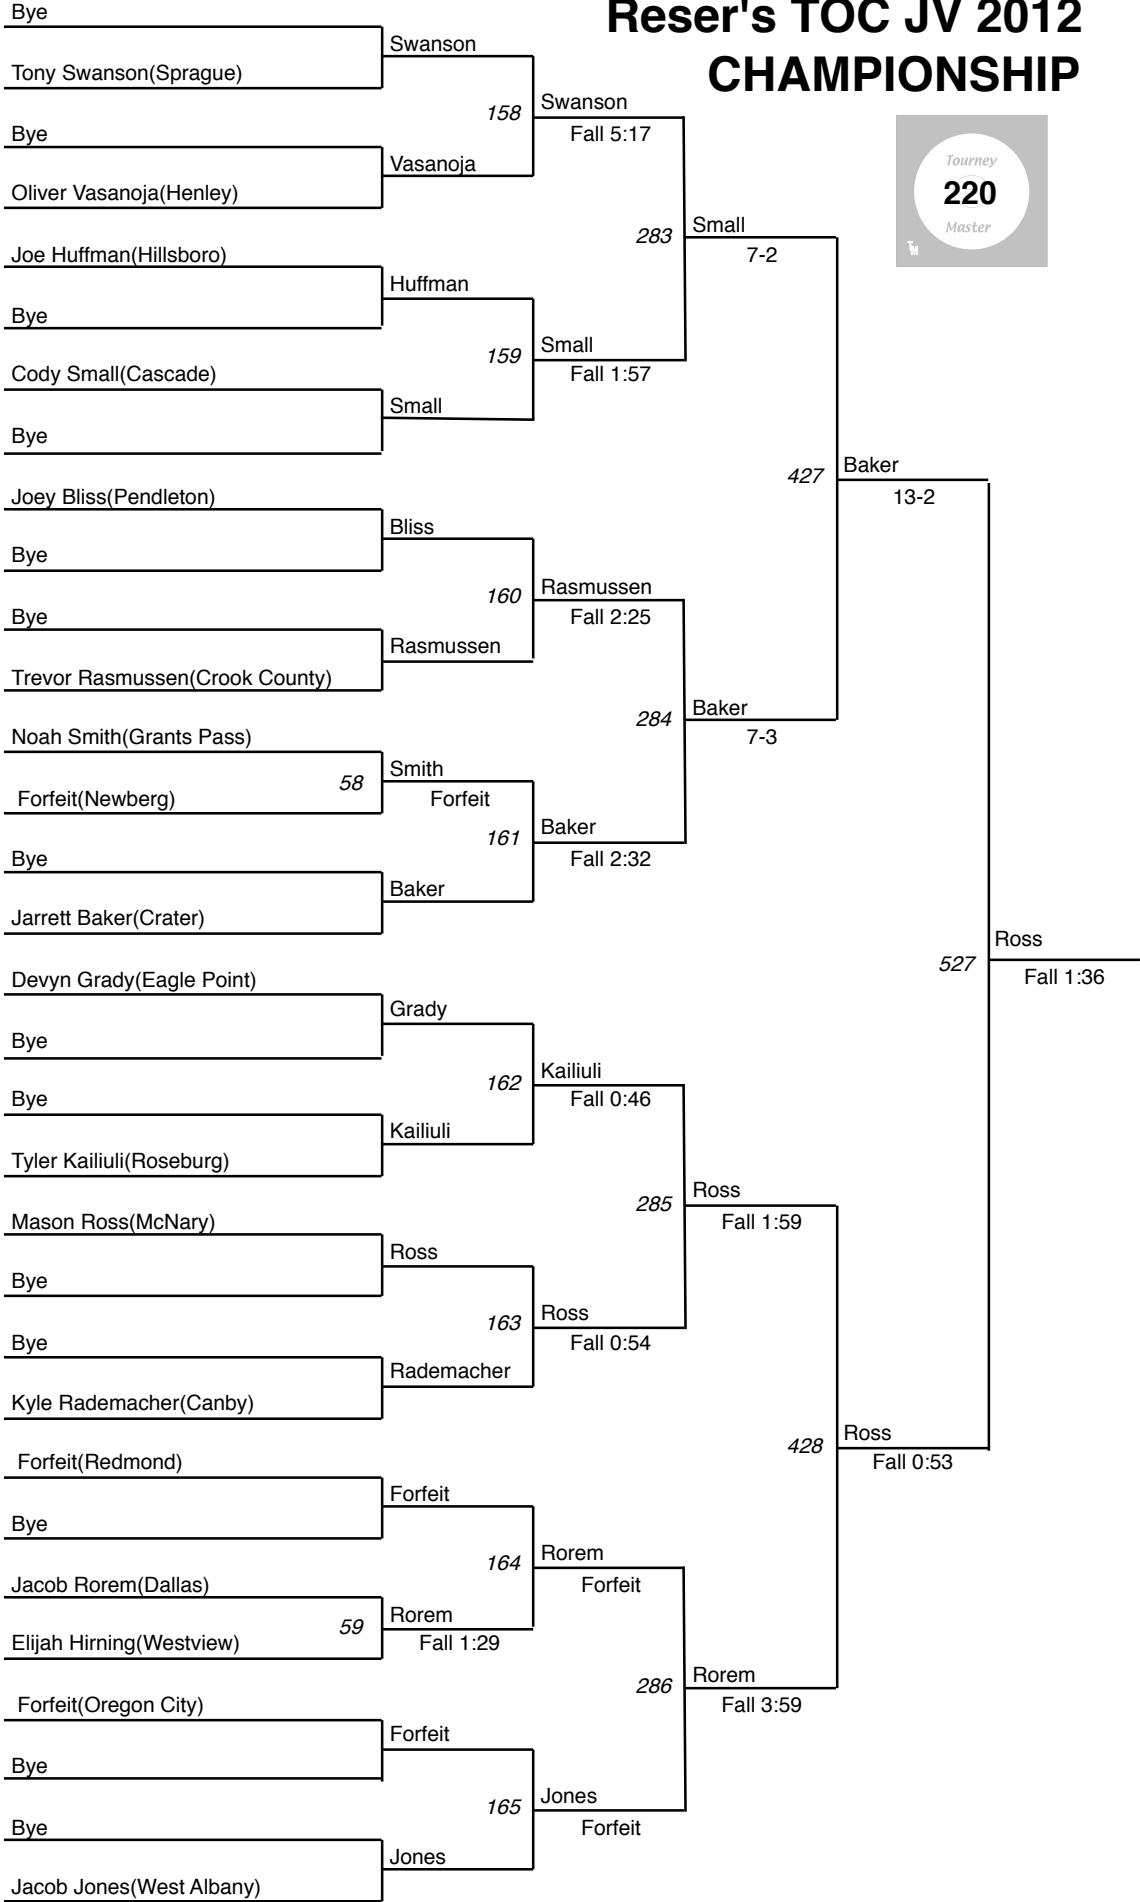 Reser's TOC JV 2012
CHAMPIONSHIP
Tourney
220
Master
TM
Bye
Swanson
Tony Swanson(Sprague)
158
Swanson
Fall 5:17
Bye
Vasanoja
Oliver Vasanoja(Henley)
283
Small
7-2
Joe Huffman(Hillsboro)
Huffman
Bye
159
Small
Fall 1:57
Cody Small(Cascade)
Small
Bye
427
Baker
13-2
Joey Bliss(Pendleton)
Bliss
Bye
160
Rasmussen
Fall 2:25
Bye
Rasmussen
Trevor Rasmussen(Crook County)
284
Baker
7-3
Noah Smith(Grants Pass)
58
Smith
Forfeit
Forfeit(Newberg)
161
Baker
Fall 2:32
Bye
Baker
Jarrett Baker(Crater)
527
Ross
Fall 1:36
Devyn Grady(Eagle Point)
Grady
Bye
162
Kailiuli
Fall 0:46
Bye
Kailiuli
Tyler Kailiuli(Roseburg)
285
Ross
Fall 1:59
Mason Ross(McNary)
Ross
Bye
163
Ross
Fall 0:54
Bye
Rademacher
Kyle Rademacher(Canby)
428
Ross
Fall 0:53
Forfeit(Redmond)
Forfeit
Bye
164
Rorem
Forfeit
Jacob Rorem(Dallas)
59
Rorem
Fall 1:29
Elijah Hirning(Westview)
286
Rorem
Fall 3:59
Forfeit(Oregon City)
Forfeit
Bye
165
Jones
Forfeit
Bye
Jones
Jacob Jones(West Albany)